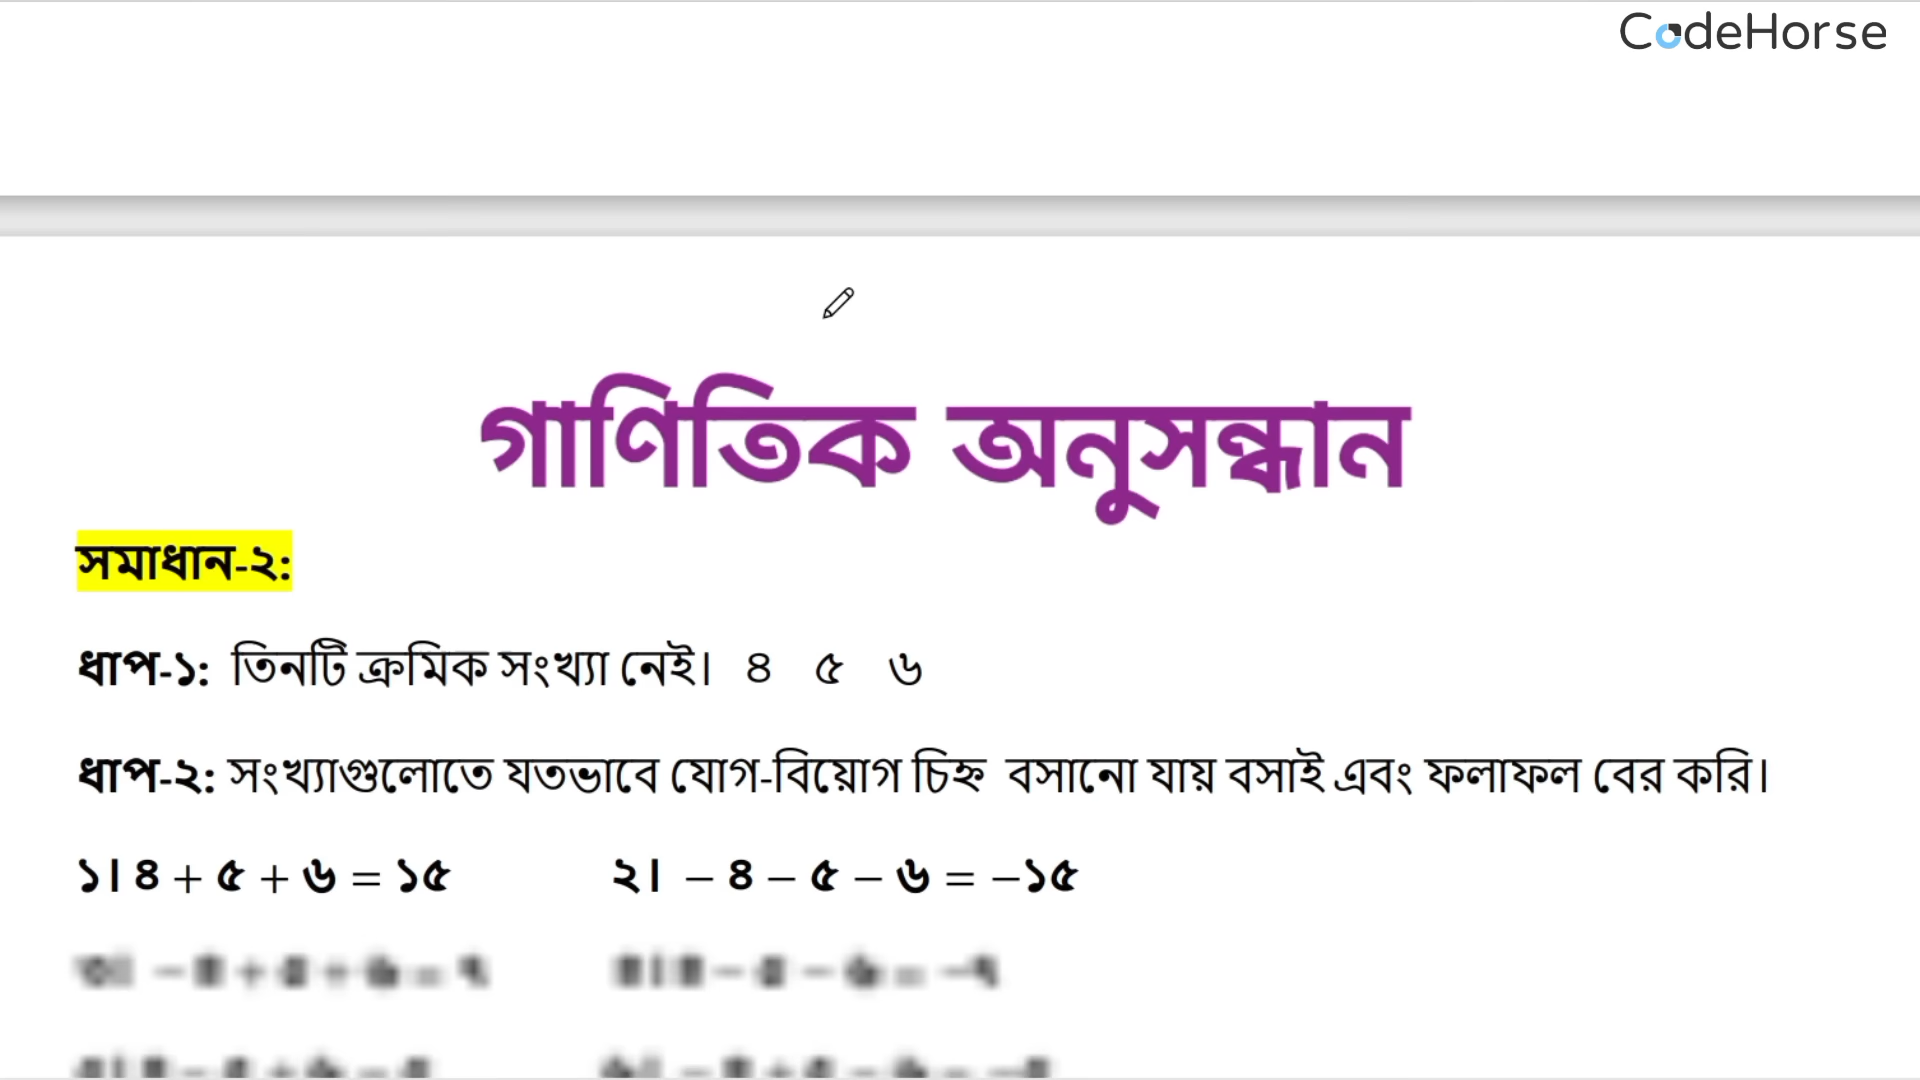 CodeHorse
গাণিতিক অনুসন্ধান
সমাধান-২:
ধাপ-১: তিনটি ক্রমিক সংখ্যা নেই। ৪ ৫ ৬
ধাপ-২: সংখ্যাগুলোতে যতভাবে যোগ-বিয়োগ চিহ্ন বসানো যায় বসাই এবং ফলাফল বের করি।
১। ৪ + ৫ + ৬ = ১৫ ২। – ৪ – ৫ – ৬ = –১৫